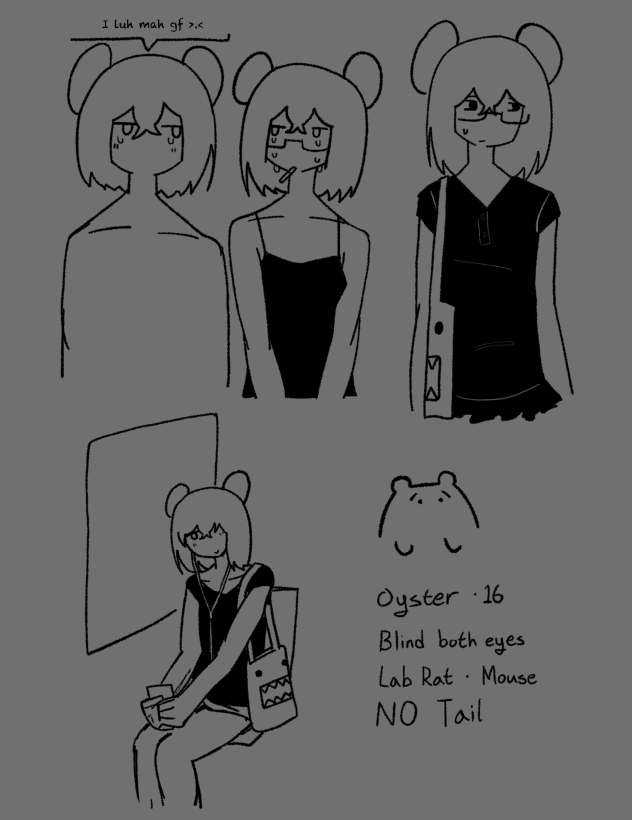 I luh mah gf >.<
Oyster · 16
Blind both eyes
Lab Rat · Mouse
NO Tail